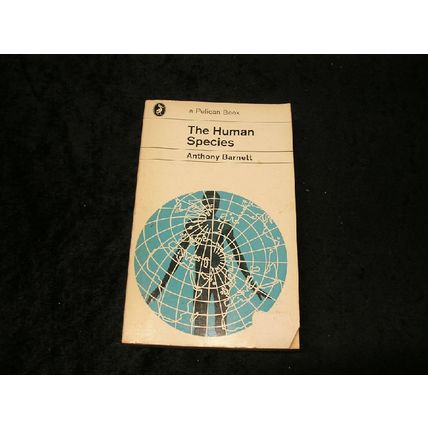 a Pelican Book
The Human
Species
Anthony Barnett